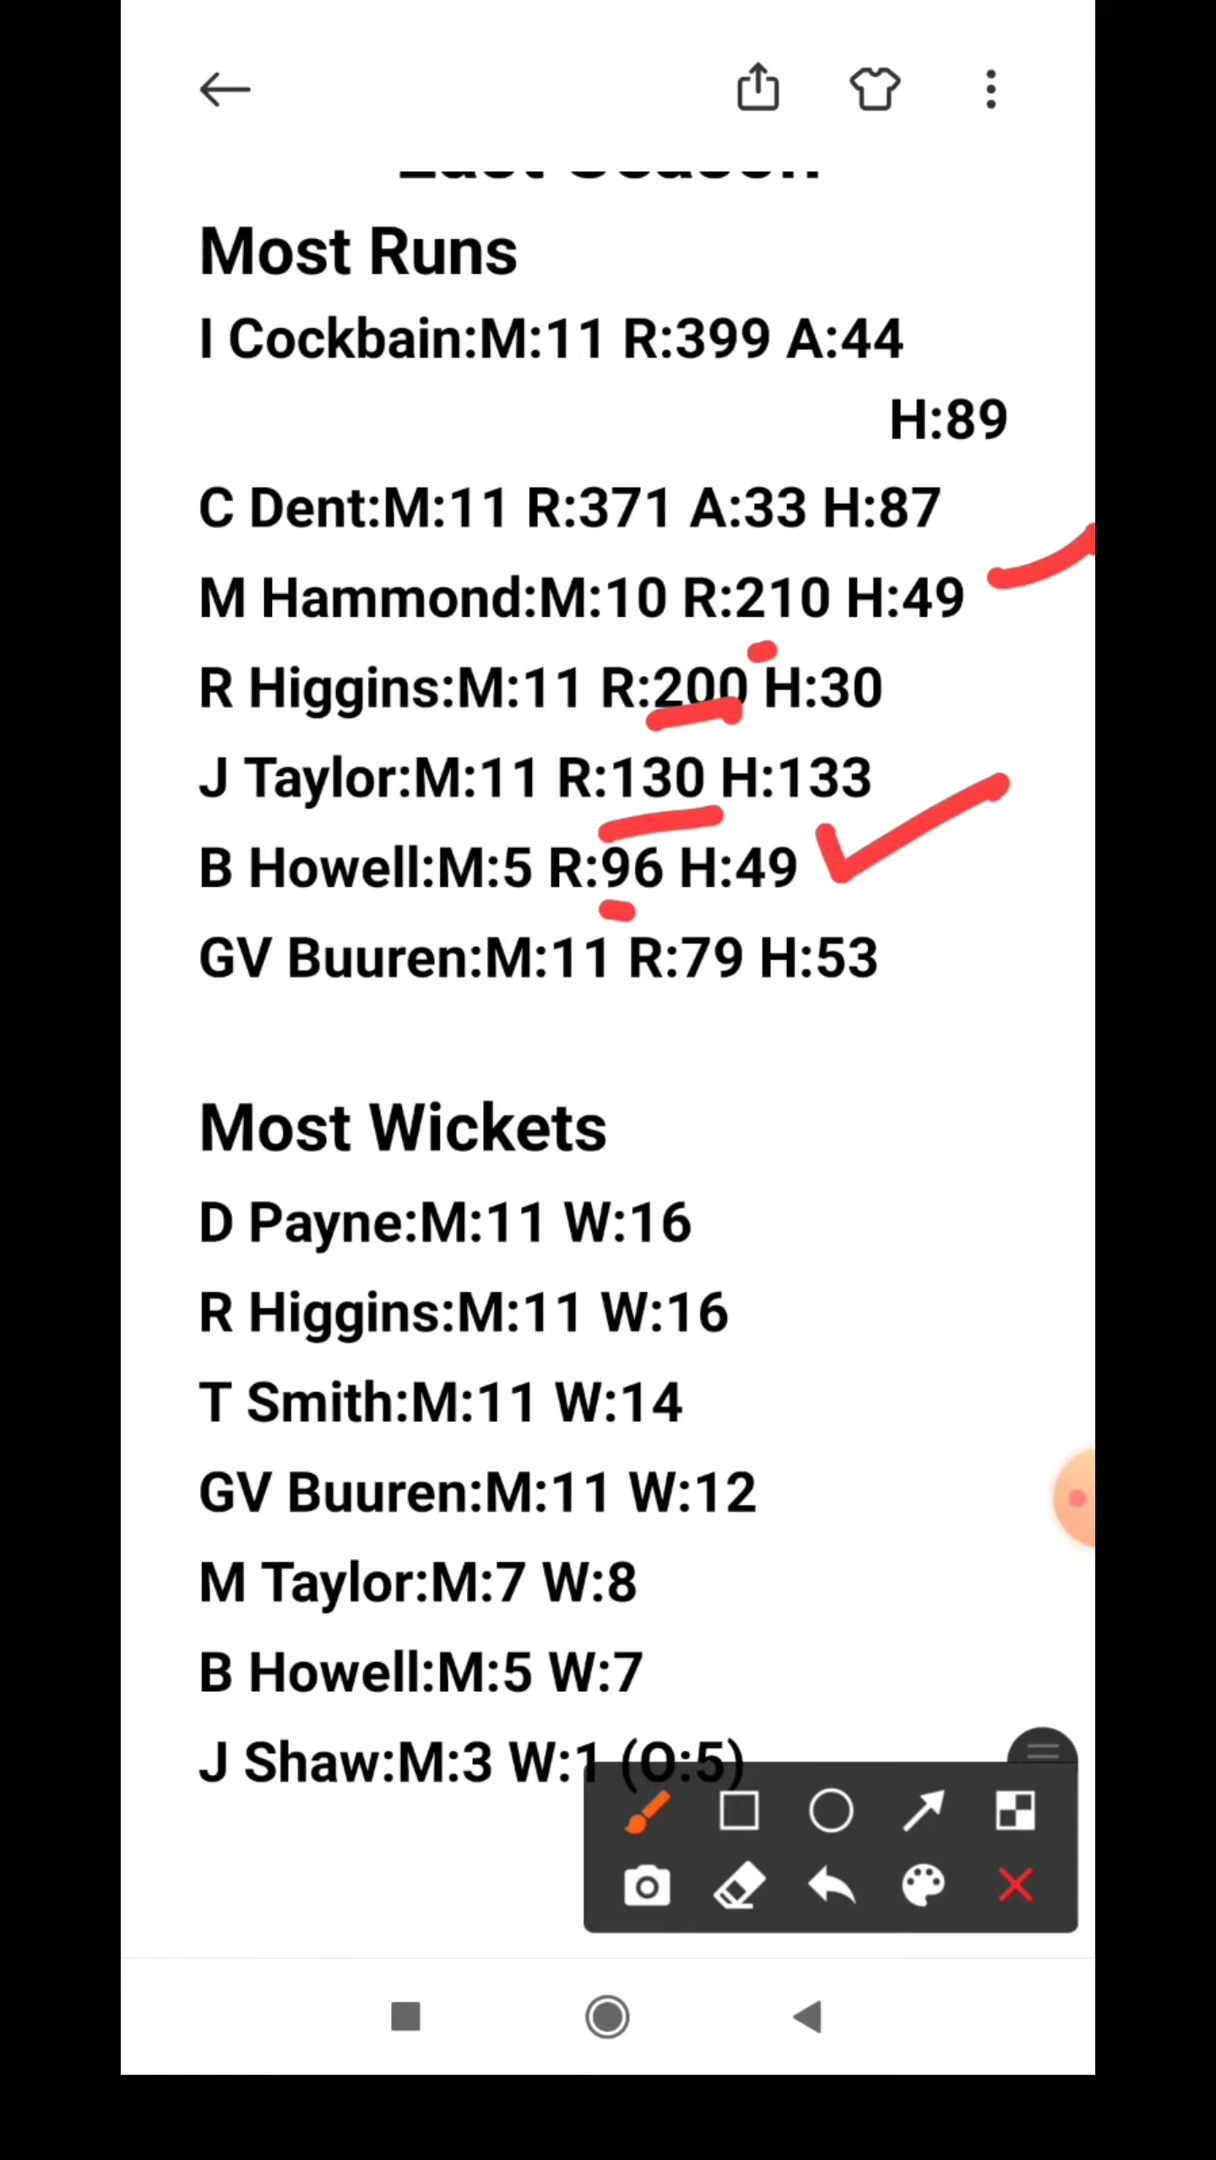 Last Season
Most Runs
I Cockbain:M:11 R:399 A:44
H:89
C Dent:M:11 R:371 A:33 H:87
M Hammond:M:10 R:210 H:49
R Higgins:M:11 R:200 H:30
J Taylor:M:11 R:130 H:133
B Howell:M:5 R:96 H:49
GV Buuren:M:11 R:79 H:53
Most Wickets
D Payne:M:11 W:16
R Higgins:M:11 W:16
T Smith:M:11 W:14
GV Buuren:M:11 W:12
M Taylor:M:7 W:8
B Howell:M:5 W:7
J Shaw:M:3 W:1 (O:5)